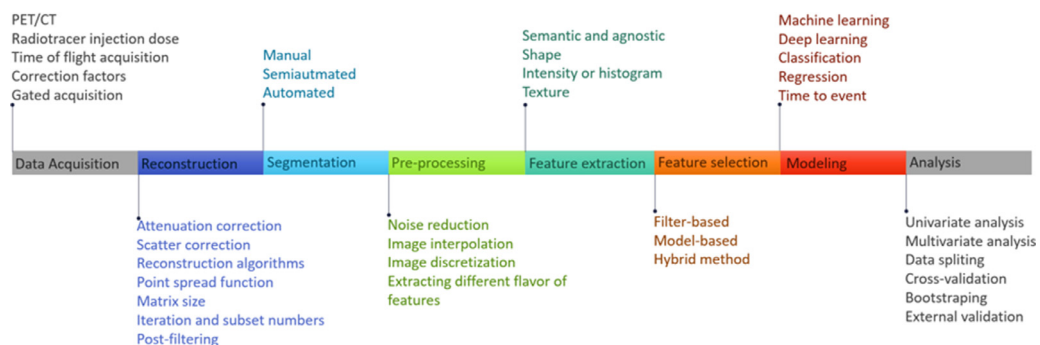 PET/CT
Radiotracer injection dose
Time of flight acquisition
Correction factors
Gated acquisition
Manual
Semiautmated
Automated
Semantic and agnostic
Shape
Intensity or histogram
Texture
Machine learning
Deep learning
Classification
Regression
Time to event
Data Acquisition
Reconstruction
Segmentation
Pre-processing
Feature extraction
Feature selection
Modeling
Analysis
Attenuation correction
Scatter correction
Reconstruction algorithms
Point spread function
Matrix size
Iteration and subset numbers
Post-filtering
Noise reduction
Image interpolation
Image discretization
Extracting different flavor of
features
Filter-based
Model-based
Hybrid method
Univariate analysis
Multivariate analysis
Data spliting
Cross-validation
Bootstraping
External validation